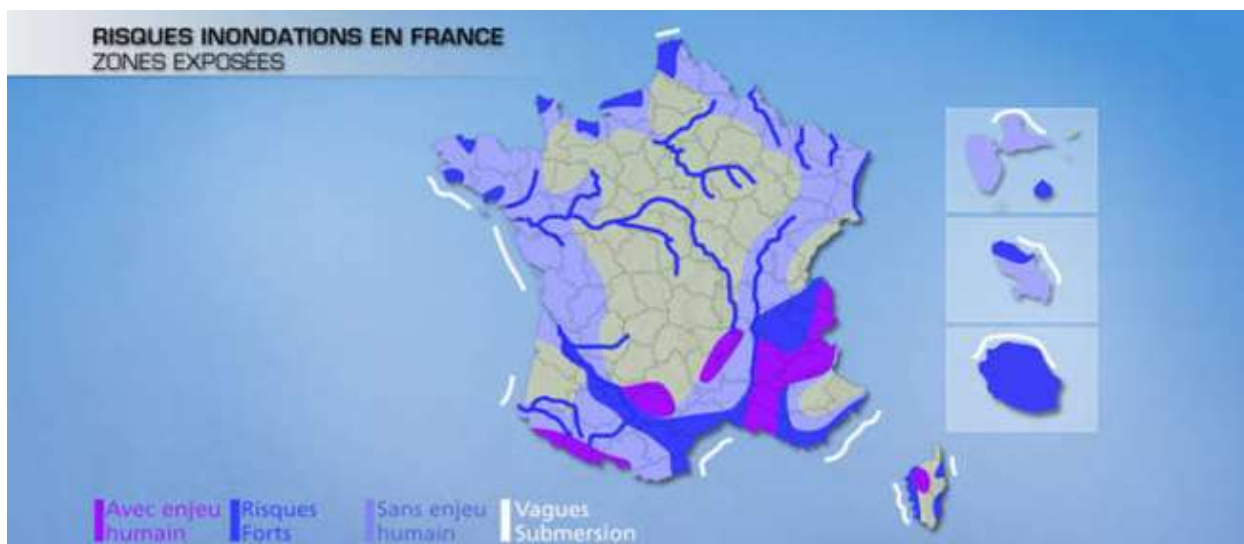 RISQUES INONDATIONS EN FRANCE
ZONES EXPOSÉES
Avec enjeu humain
Risques Forts
Sans enjeu humain
Vagues Submersion